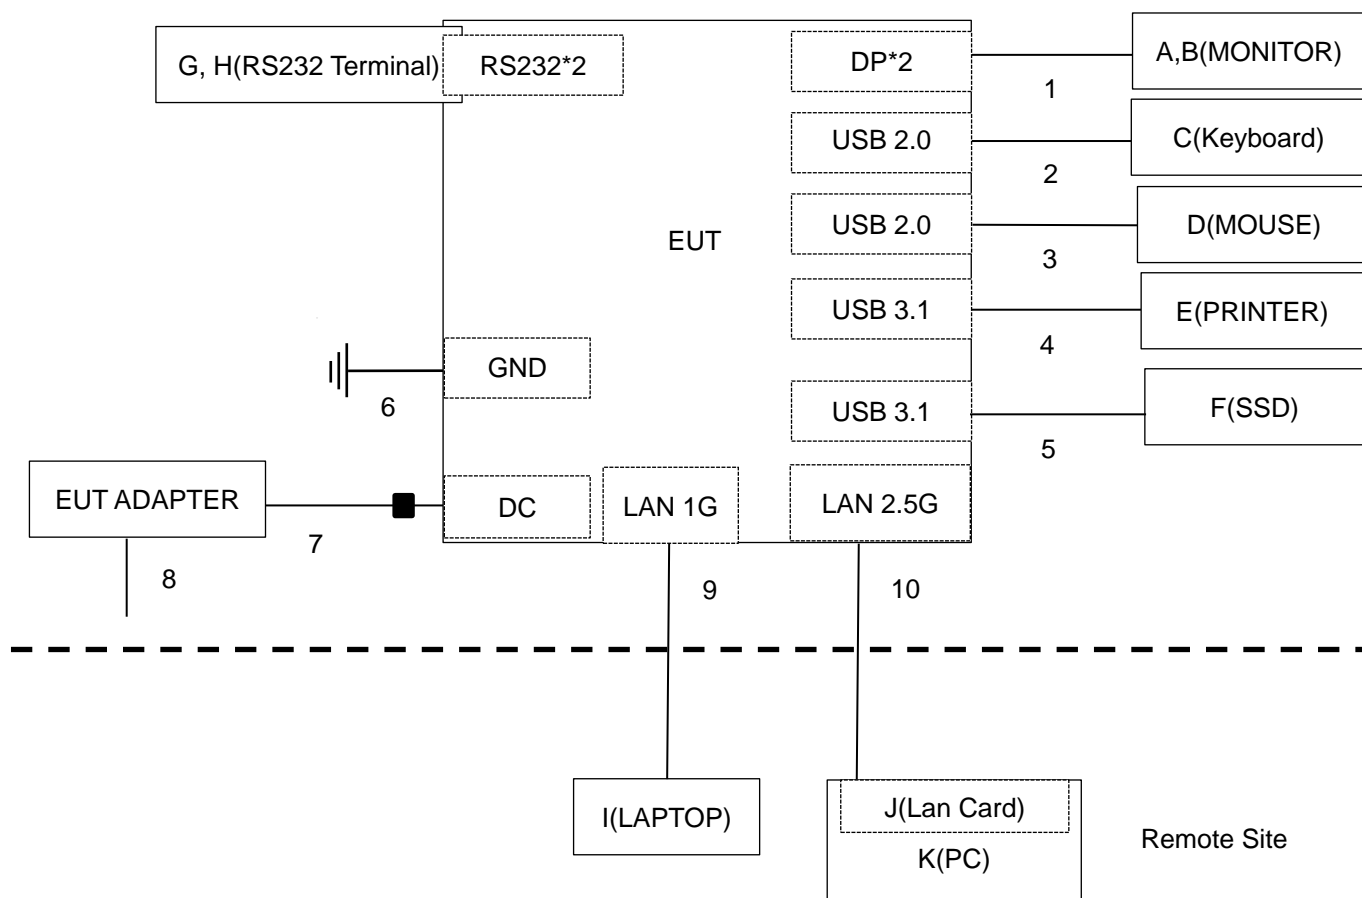 G, H(RS232 Terminal)
RS232*2
DP*2
A,B(MONITOR)
1
USB 2.0
C(Keyboard)
2
USB 2.0
D(MOUSE)
EUT
3
USB 3.1
E(PRINTER)
4
GND
6
USB 3.1
F(SSD)
5
EUT ADAPTER
DC
LAN 1G
LAN 2.5G
7
8
9
10
I(LAPTOP)
J(Lan Card)
K(PC)
Remote Site